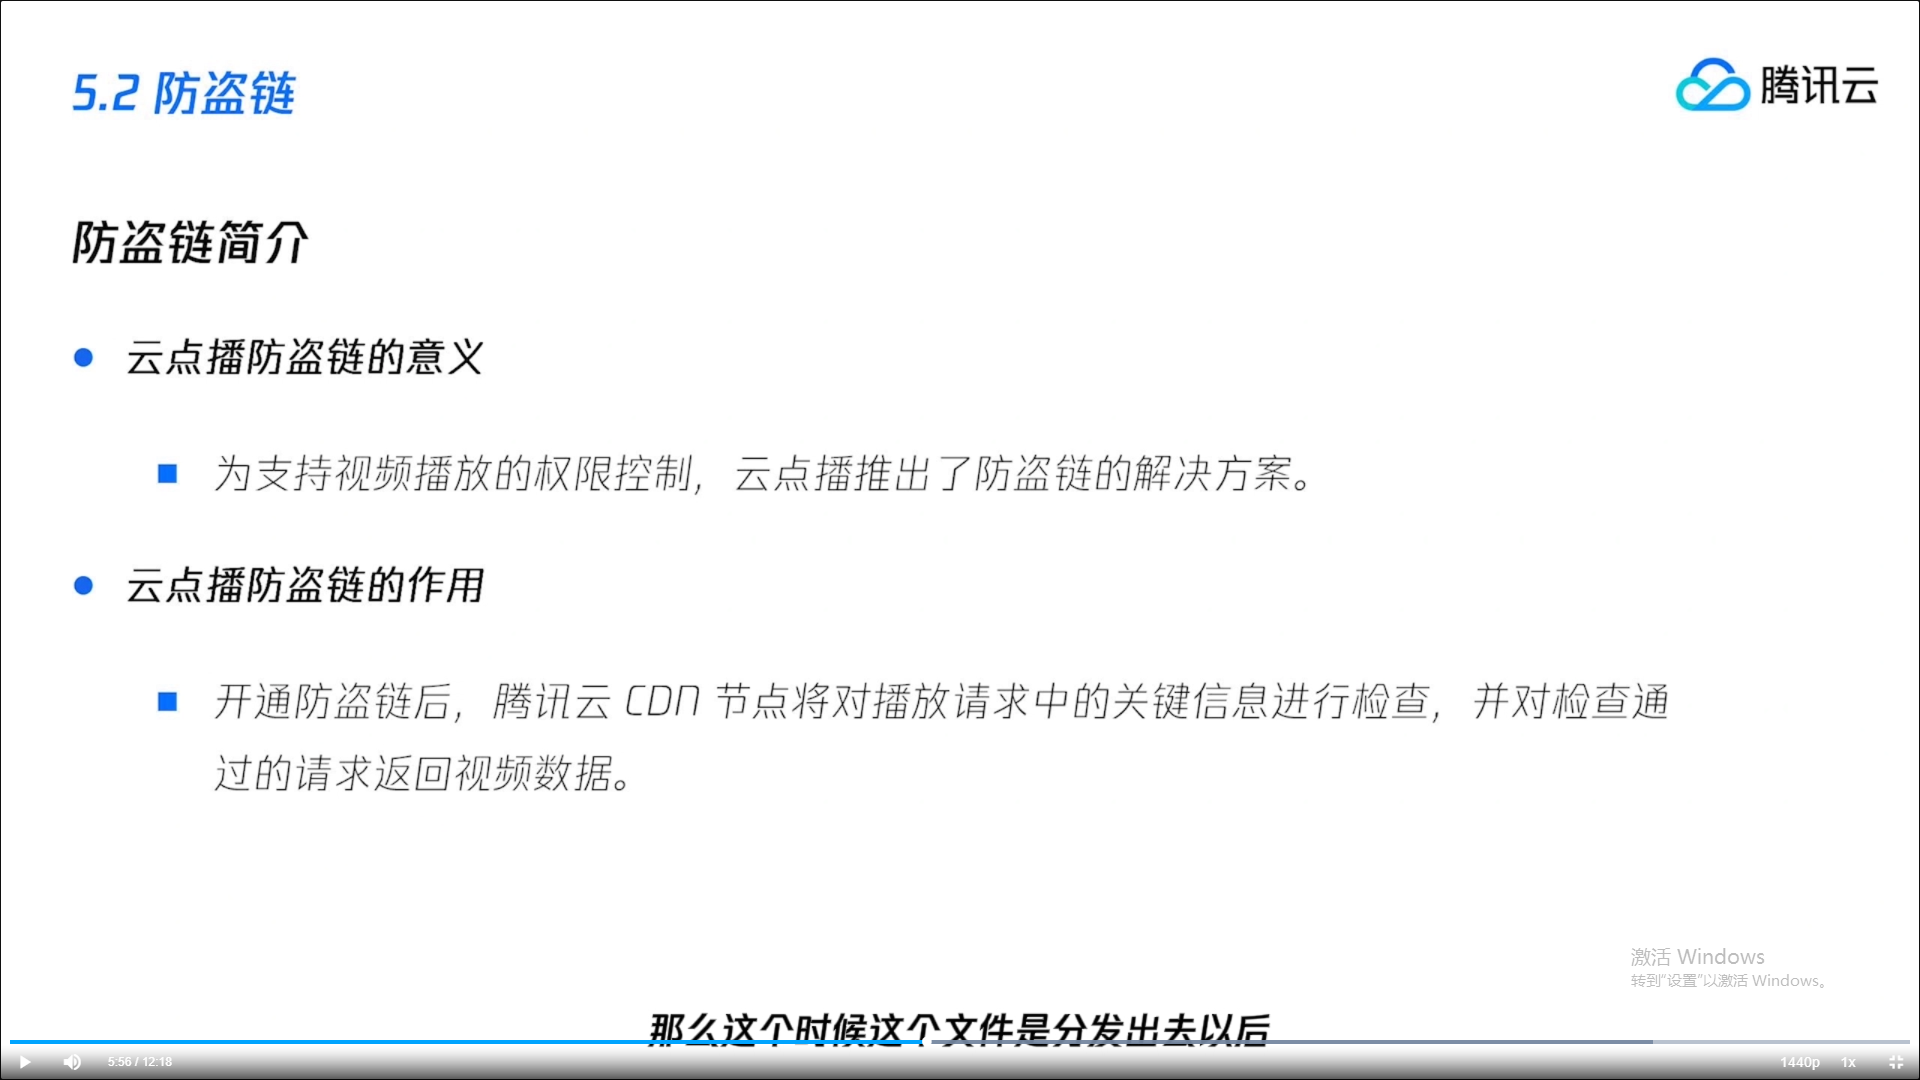 5.2 防盗链
腾讯云
防盗链简介
云点播防盗链的意义
为支持视频播放的权限控制，云点播推出了防盗链的解决方案。
云点播防盗链的作用
开通防盗链后，腾讯云 CDN 节点将对播放请求中的关键信息进行检查，并对检查通
过的请求返回视频数据。
激活 Windows
转到“设置”以激活 Windows。
那么这个时候这个文件是分发出去以后
5:56 / 12:18
1440p 1x